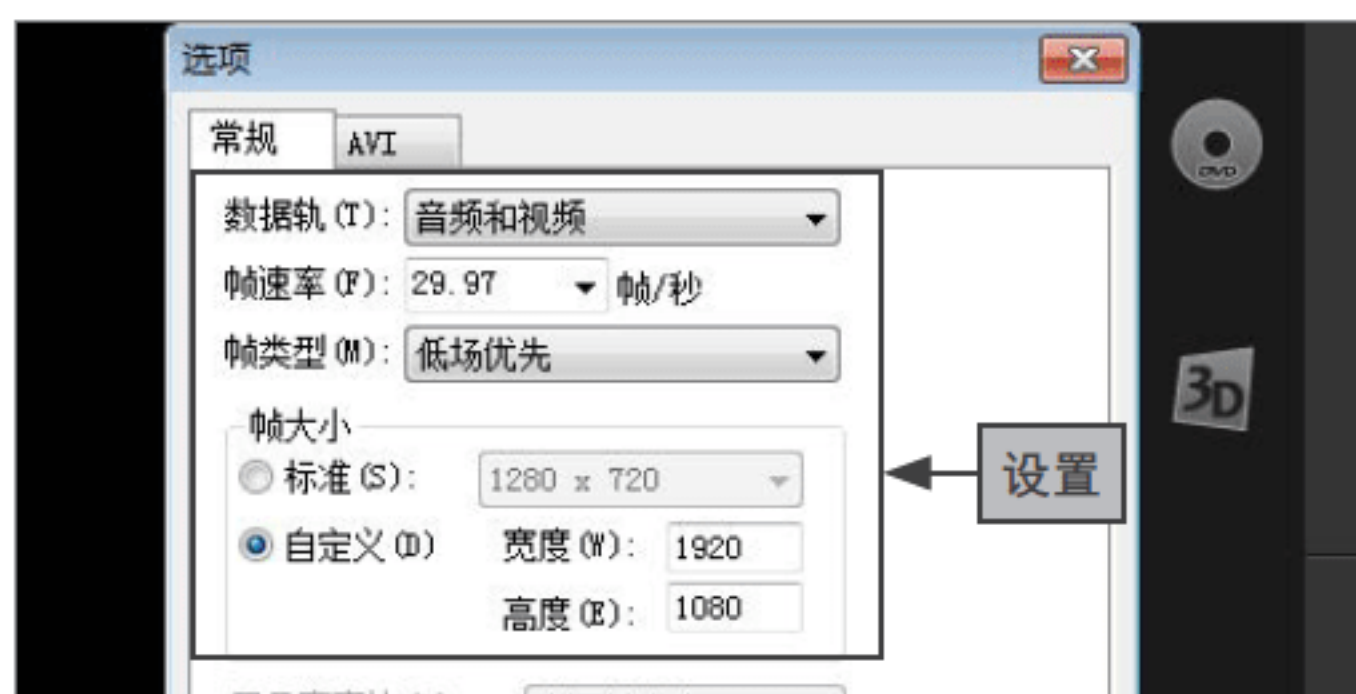 选项
常规 AVI
DVD
数据轨(T): 音频和视频
帧速率(F): 29.97 帧/秒
帧类型(M): 低场优先
3D
帧大小
标准(S): 1280 x 720
设置
自定义(D) 宽度(W): 1920
高度(E): 1080